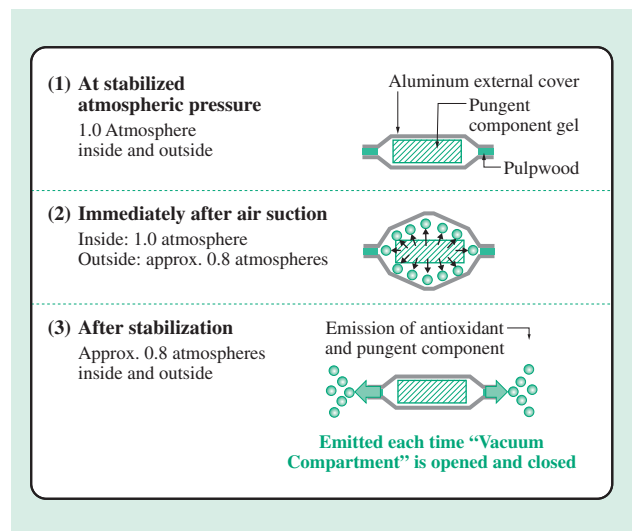 (1) At stabilized
atmospheric pressure
1.0 Atmosphere
inside and outside
Aluminum external cover
Pungent
component gel
Pulpwood
(2) Immediately after air suction
Inside: 1.0 atmosphere
Outside: approx. 0.8 atmospheres
(3) After stabilization
Approx. 0.8 atmospheres
inside and outside
Emission of antioxidant
and pungent component
Emitted each time “Vacuum
Compartment” is opened and closed